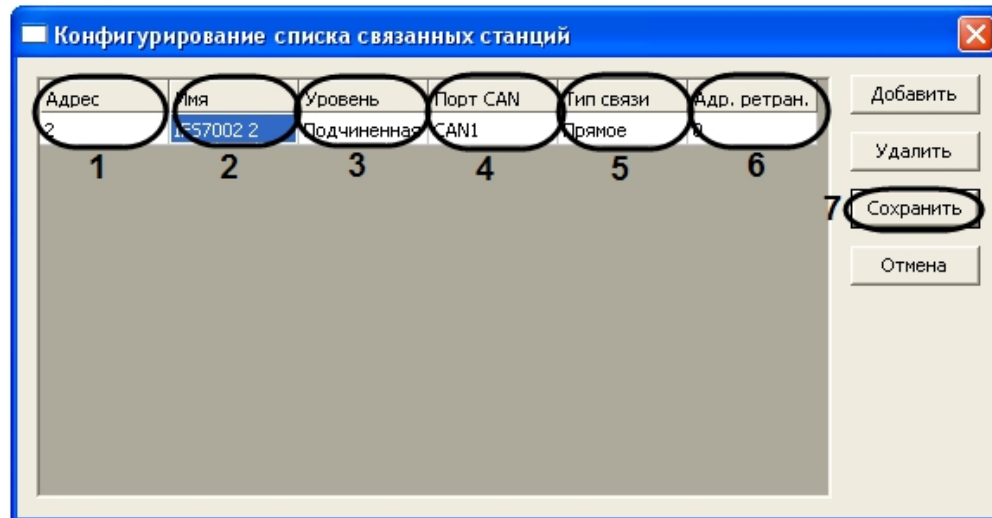 Конфигурирование списка связанных станций
Адрес Имя Уровень Порт CAN Тип связи Адр. ретран.
2 IFS7002 2 Подчиненная CAN1 Прямое 0
1 2 3 4 5 6
Добавить
Удалить
7 Сохранить
Отмена